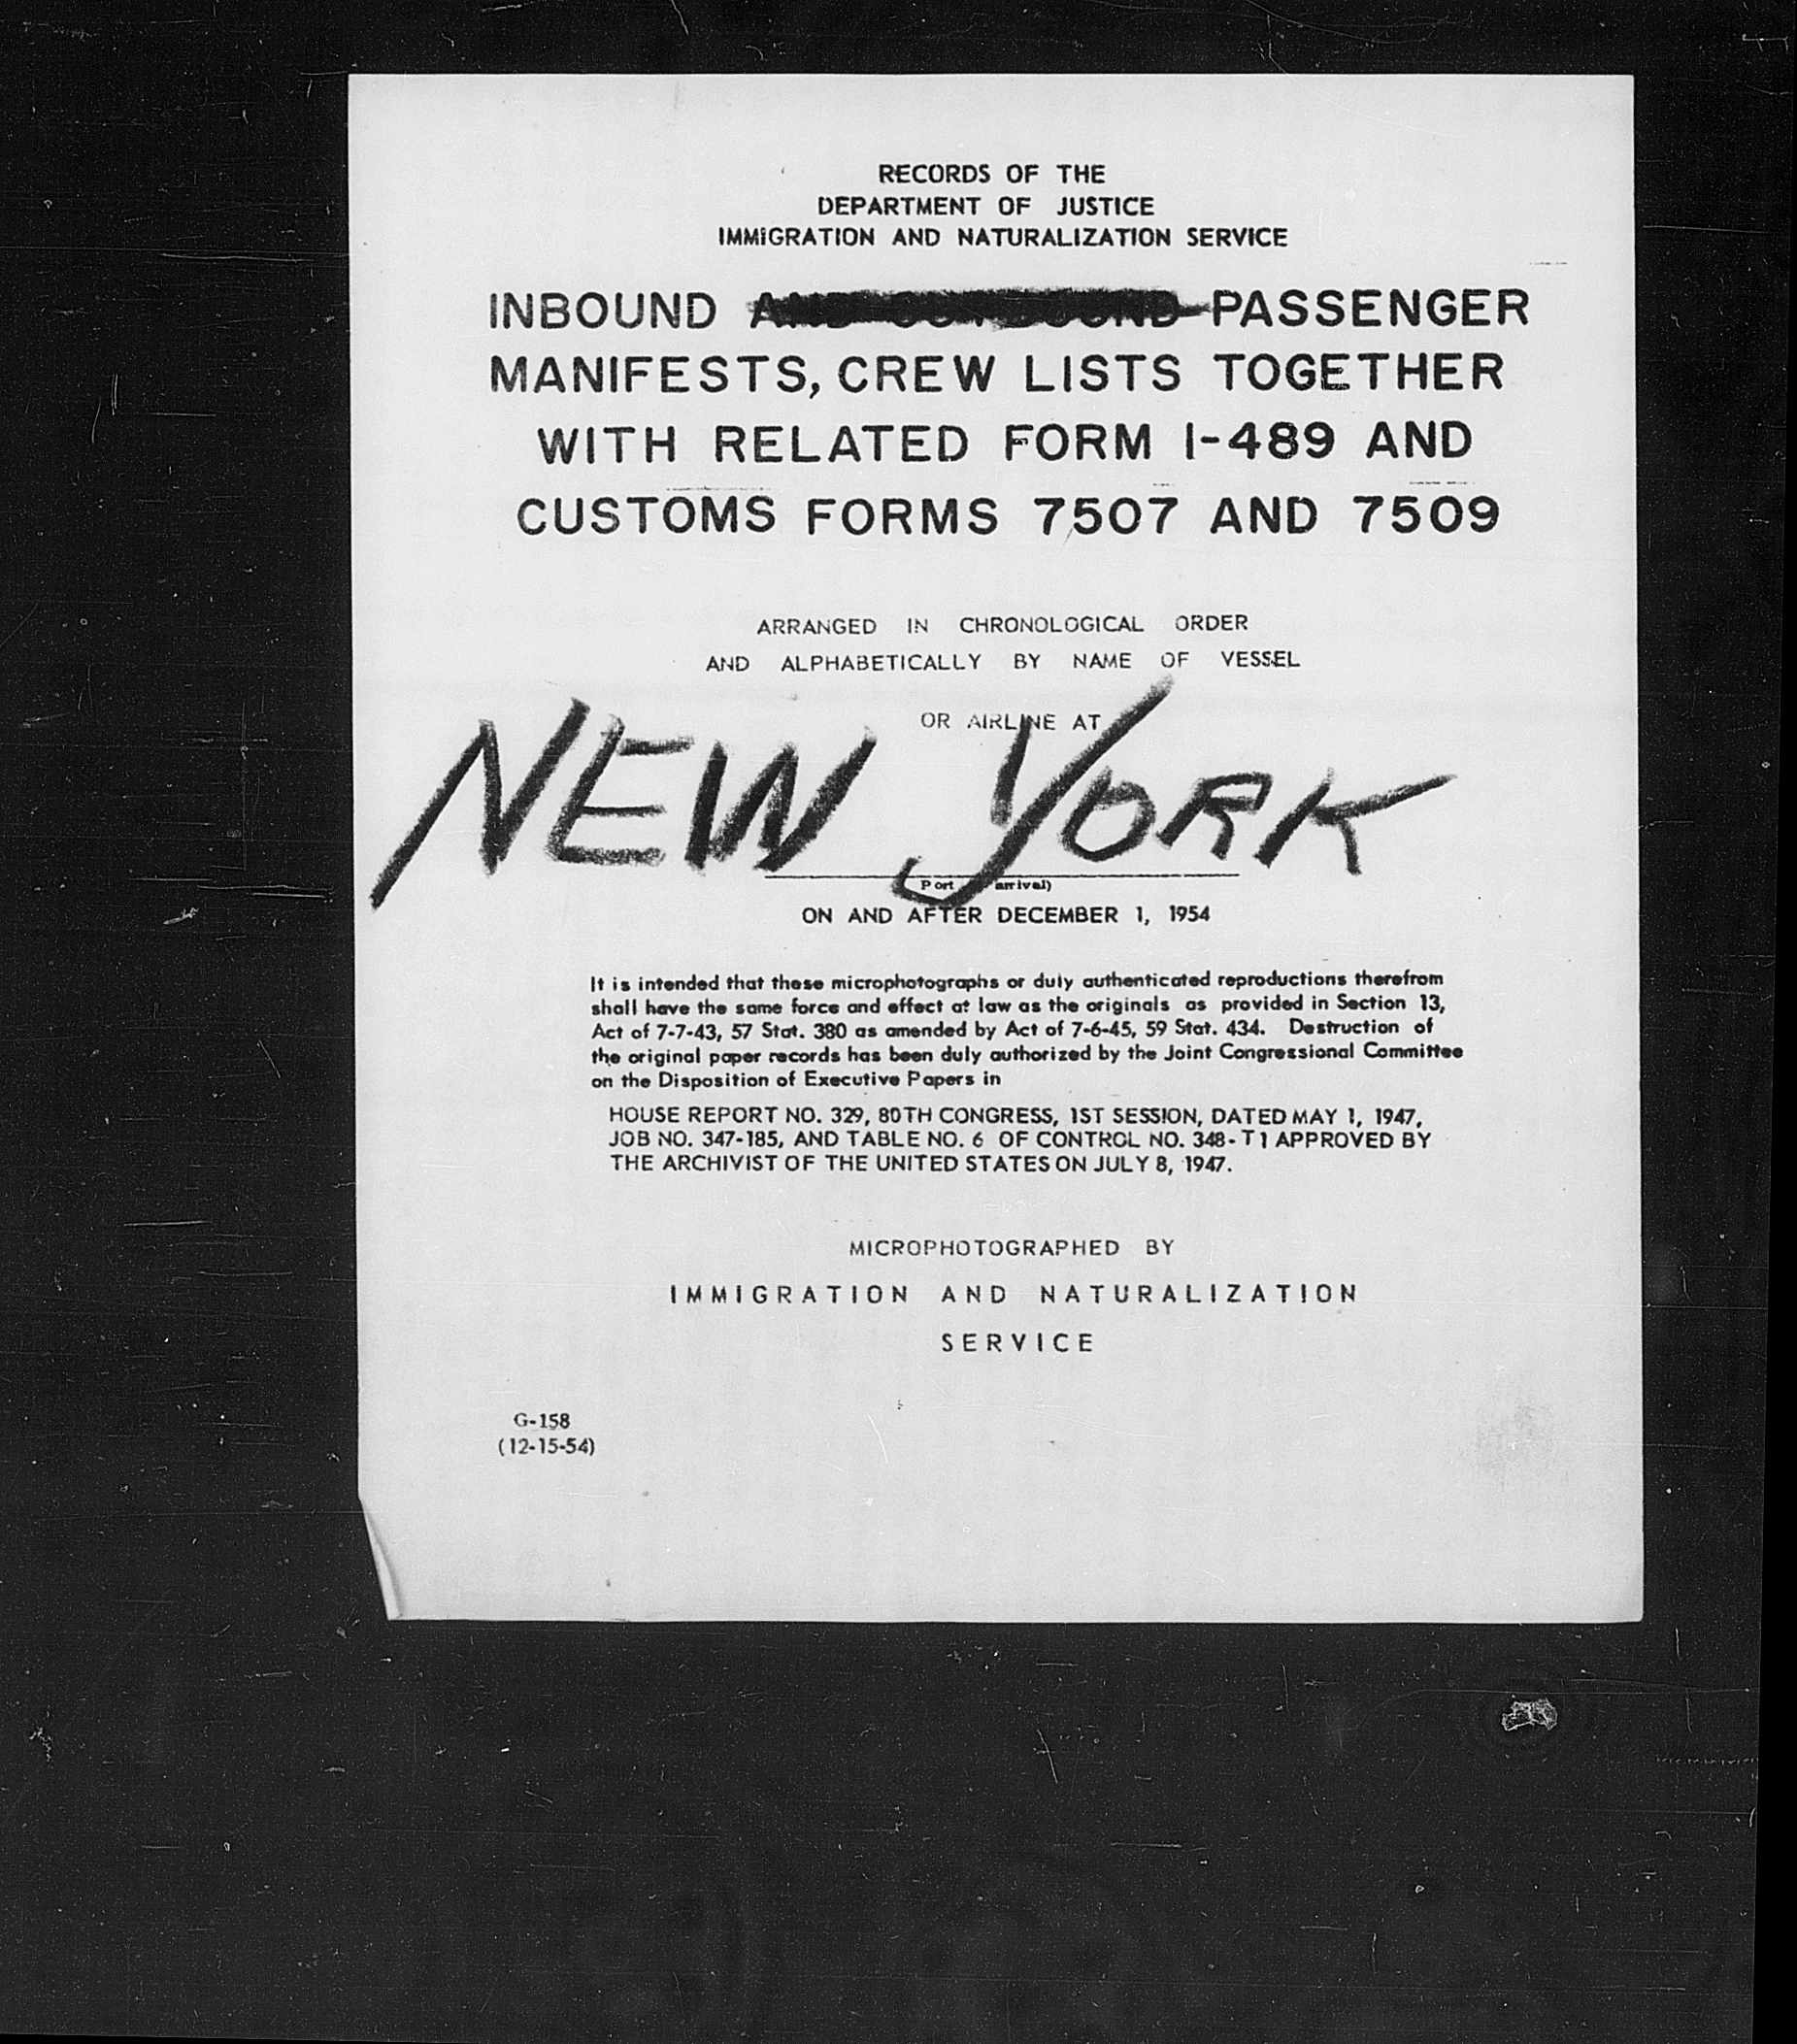 RECORDS OF THE
DEPARTMENT OF JUSTICE
IMMIGRATION AND NATURALIZATION SERVICE
INBOUND AND OUTBOUND PASSENGER
MANIFESTS, CREW LISTS TOGETHER
WITH RELATED FORM I-489 AND
CUSTOMS FORMS 7507 AND 7509
ARRANGED IN CHRONOLOGICAL ORDER
AND ALPHABETICALLY BY NAME OF VESSEL
OR AIRLINE AT
NEW YORK
Port arrival)
ON AND AFTER DECEMBER 1, 1954
It is intended that these microphotographs or duly authenticated reproductions therefrom
shall have the same force and effect at law as the originals as provided in Section 13,
Act of 7-7-43, 57 Stat. 380 as amended by Act of 7-6-45, 59 Stat. 434. Destruction of
the original paper records has been duly authorized by the Joint Congressional Committee
on the Disposition of Executive Papers in
HOUSE REPORT NO. 329, 80TH CONGRESS, 1ST SESSION, DATED MAY 1, 1947,
JOB NO. 347-185, AND TABLE NO. 6 OF CONTROL NO. 348-T1 APPROVED BY
THE ARCHIVIST OF THE UNITED STATES ON JULY 8, 1947.
MICROPHOTOGRAPHED BY
IMMIGRATION AND NATURALIZATION
SERVICE
G-158
(12-15-54)